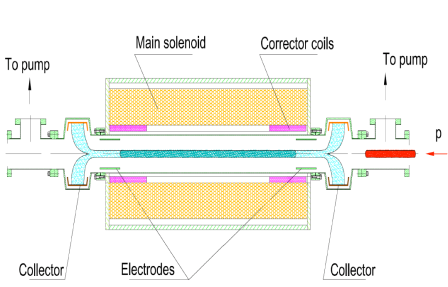 Main solenoid
Corrector coils
To pump
To pump
p
Collector
Electrodes
Collector